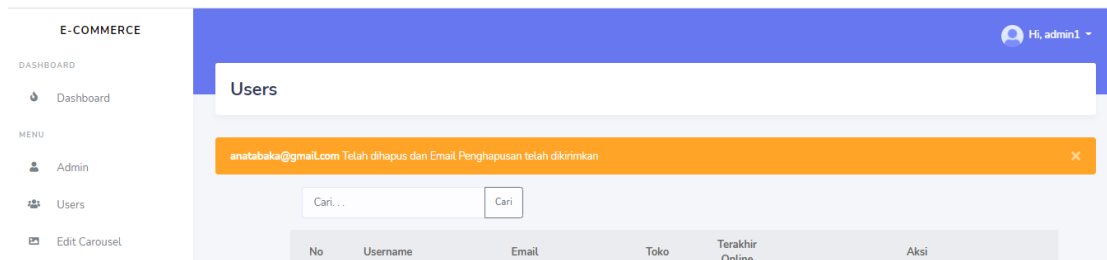 E-COMMERCE
Hi, admin1
DASHBOARD
Dashboard
Users
MENU
anatabaka@gmail.com Telah dihapus dan Email Penghapusan telah dikirimkan ×
Admin
Users
Cari. . .
Cari
Edit Carousel
No Username Email Toko Terakhir Online Aksi